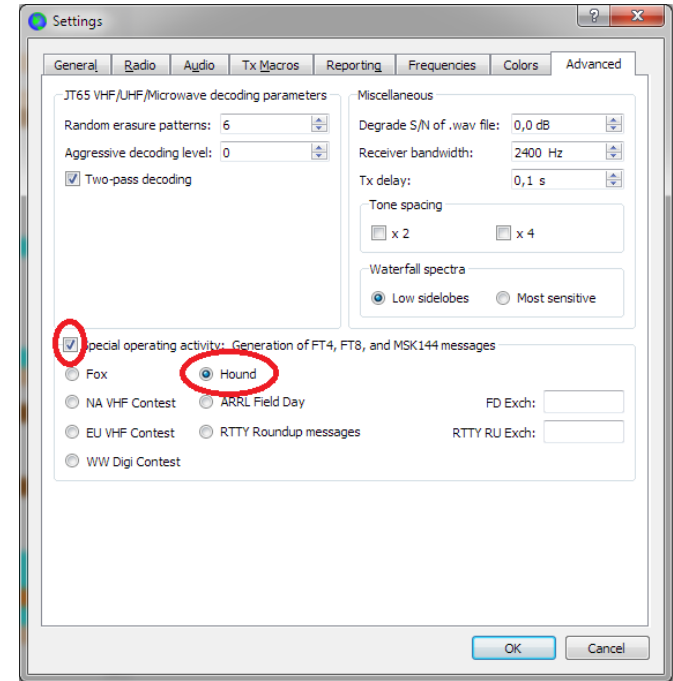 Settings
General Radio Audio Tx Macros Reporting Frequencies Colors Advanced
JT65 VHF/UHF/Microwave decoding parameters
Random erasure patterns: 6
Aggressive decoding level: 0
Two-pass decoding
Miscellaneous
Degrade S/N of .wav file: 0,0 dB
Receiver bandwidth: 2400 Hz
Tx delay: 0,1 s
Tone spacing
x 2 x 4
Waterfall spectra
Low sidelobes Most sensitive
Special operating activity: Generation of FT4, FT8, and MSK144 messages
Fox Hound
NA VHF Contest ARRL Field Day FD Exch:
EU VHF Contest RTTY Roundup messages RTTY RU Exch:
WW Digi Contest
OK Cancel